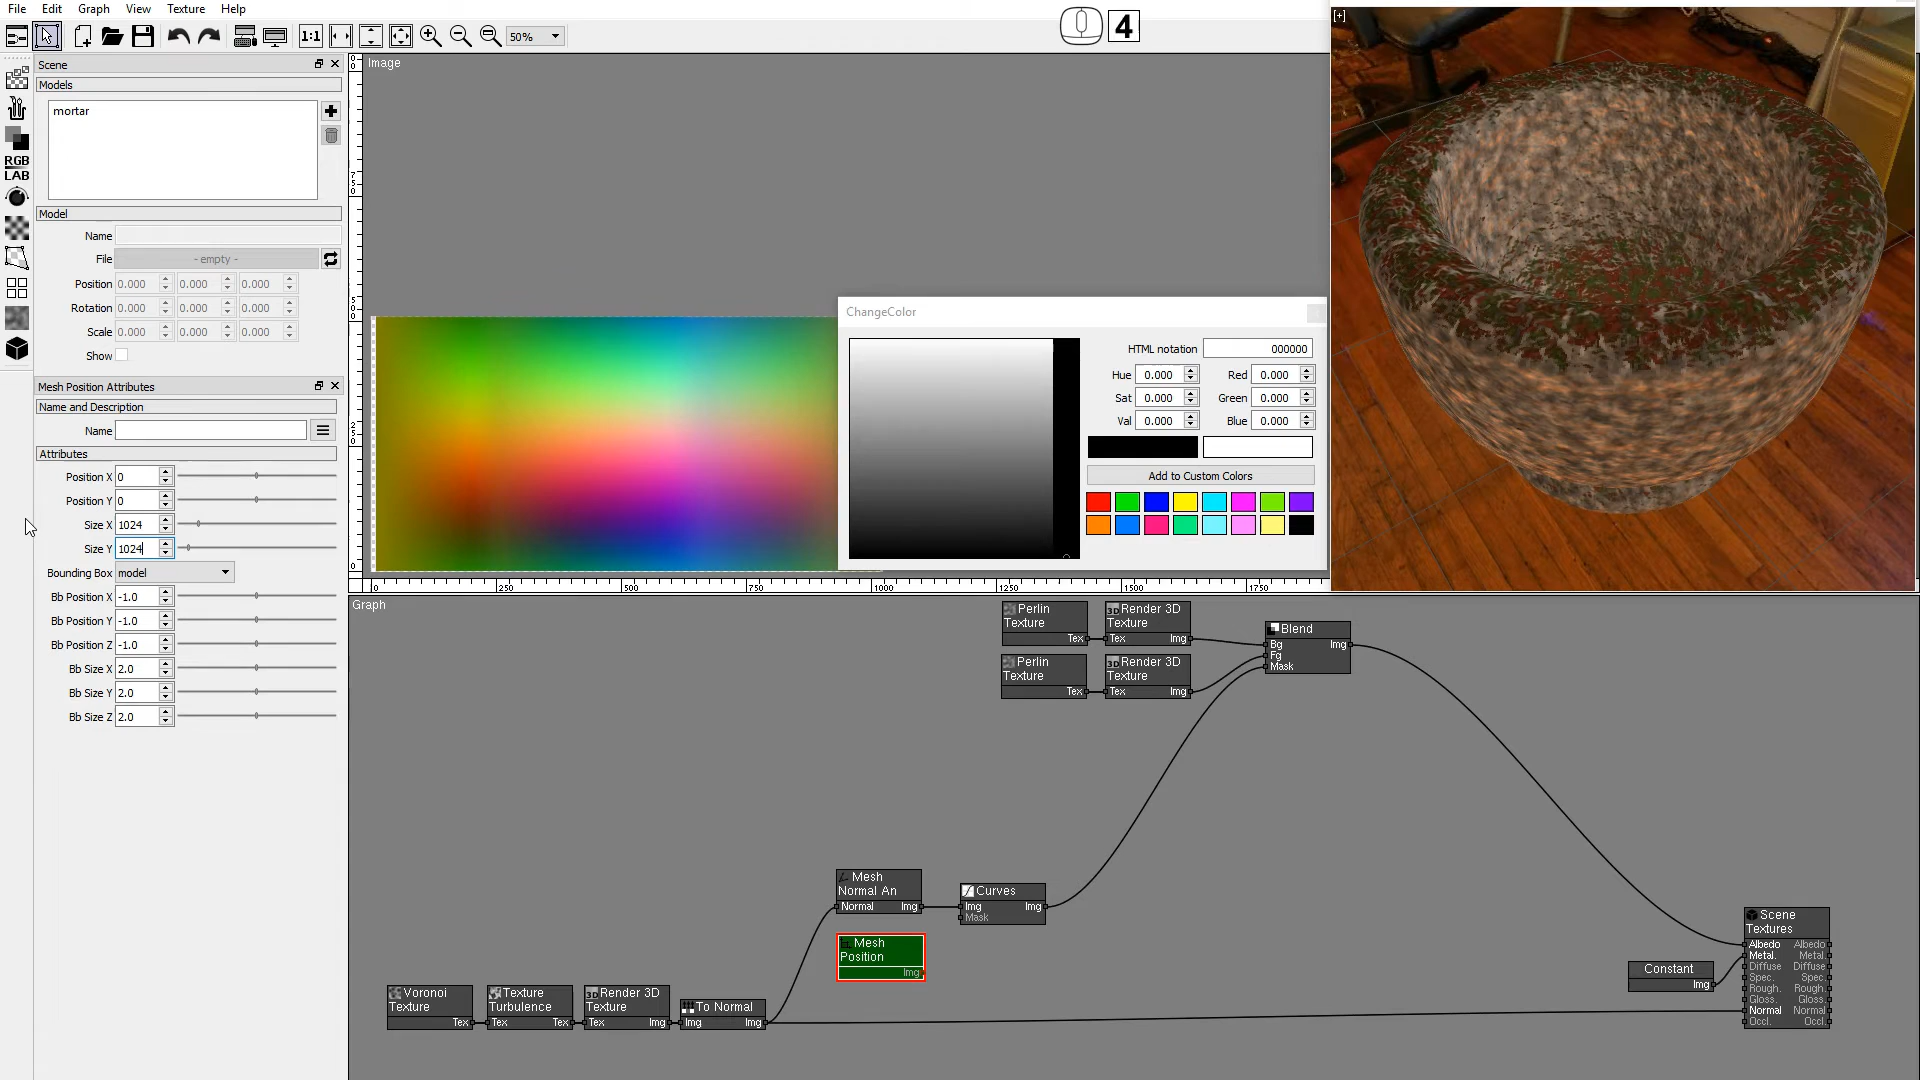 File Edit Graph View Texture Help
1:1 50% 4
[+]
Scene
Models
mortar
RGB
LAB
Model
Name
File - empty -
Position 0.000 0.000 0.000
Rotation 0.000 0.000 0.000
Scale 0.000 0.000 0.000
Show
Mesh Position Attributes
Name and Description
Name
Attributes
Position X 0
Position Y 0
Size X 1024
Size Y 1024
Bounding Box model
Bb Position X -1.0
Bb Position Y -1.0
Bb Position Z -1.0
Bb Size X 2.0
Bb Size Y 2.0
Bb Size Z 2.0
Image
750
500
250
0
0 250 500 750 1000 1250 1500 1750
ChangeColor
HTML notation 000000
Hue 0.000 Red 0.000
Sat 0.000 Green 0.000
Val 0.000 Blue 0.000
Add to Custom Colors
Graph
Perlin
Texture
Tex
3D Render 3D
Texture
Tex Img
Perlin
Texture
Tex
3D Render 3D
Texture
Tex Img
Blend
Bg Img
Fg
Mask
Mesh
Normal An
Normal Img
Curves
Img Img
Mask
Mesh
Position
Img
Voronoi
Texture
Tex
Texture
Turbulence
Tex Tex
3D Render 3D
Texture
Tex Img
To Normal
Img Img
Constant
Img
Scene
Textures
Albedo Albedo
Metal. Metal.
Diffuse Diffuse
Spec. Spec.
Rough. Rough.
Gloss. Gloss.
Normal Normal
Occl. Occl.